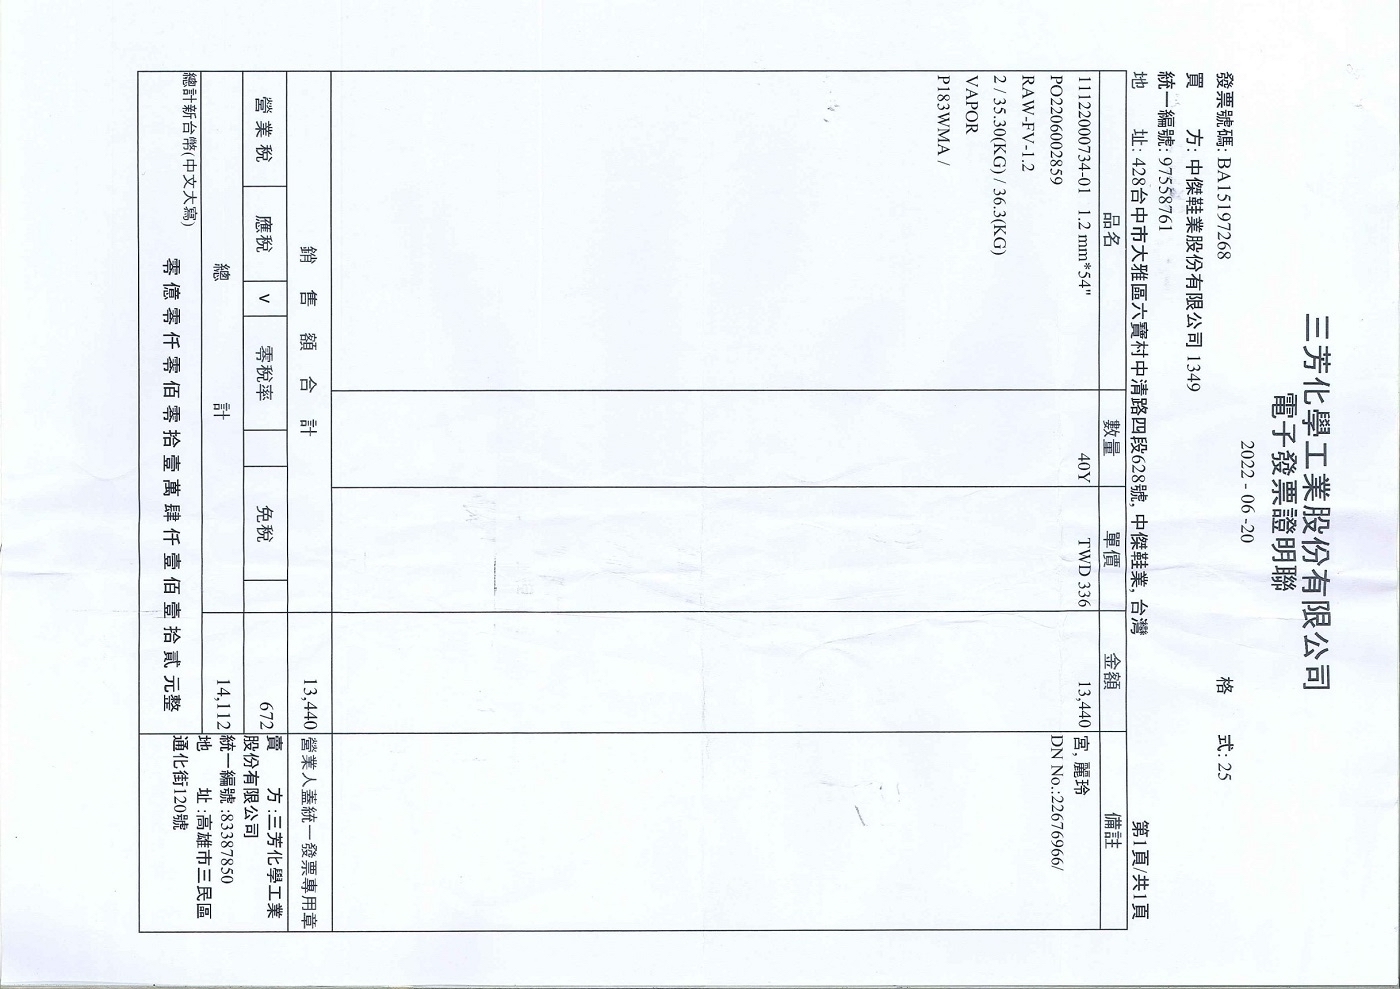 三芳化學工業股份有限公司
電子發票證明聯
2022 - 06 -20
發票號碼: BA15197268 格 式: 25
買 方: 中傑鞋業股份有限公司 1349
統一編號: 97558761
地 址: 428台中市大雅區六寶村中清路四段628號, 中傑鞋業, 台灣 第1頁/共1頁
品名 數量 單價 金額 備註
11122000734-01 1.2 mm*54" 40Y TWD 336 13,440 宮, 麗玲
PO2206002859 DN No.:22676966/
RAW-FV-1.2
2 / 35.30(KG) / 36.3(KG)
VAPOR
P183WMA /
銷 售 額 合 計 13,440 營業人蓋統一發票專用章
營業稅 應稅 v 零稅率 免稅 672
總 計 14,112
總計新台幣(中文大寫)
零億零仟零佰零拾壹萬肆仟壹佰壹拾貳元整
賣 方 :三芳化學工業
股份有限公司
統一編號 :83387850
地 址 :高雄市三民區
通化街120號